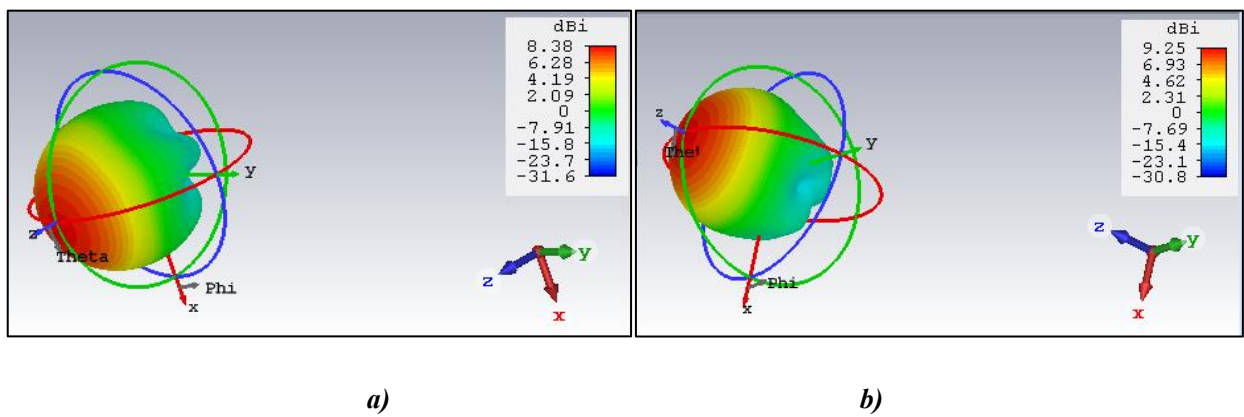 dBi
8.38
6.28
4.19
2.09
0
-7.91
-15.8
-23.7
-31.6
y
z
Theta
Phi
x
y
z
x
dBi
9.25
6.93
4.62
2.31
0
-7.69
-15.4
-23.1
-30.8
z
Thet
y
Phi
x
z
y
x
a)
b)